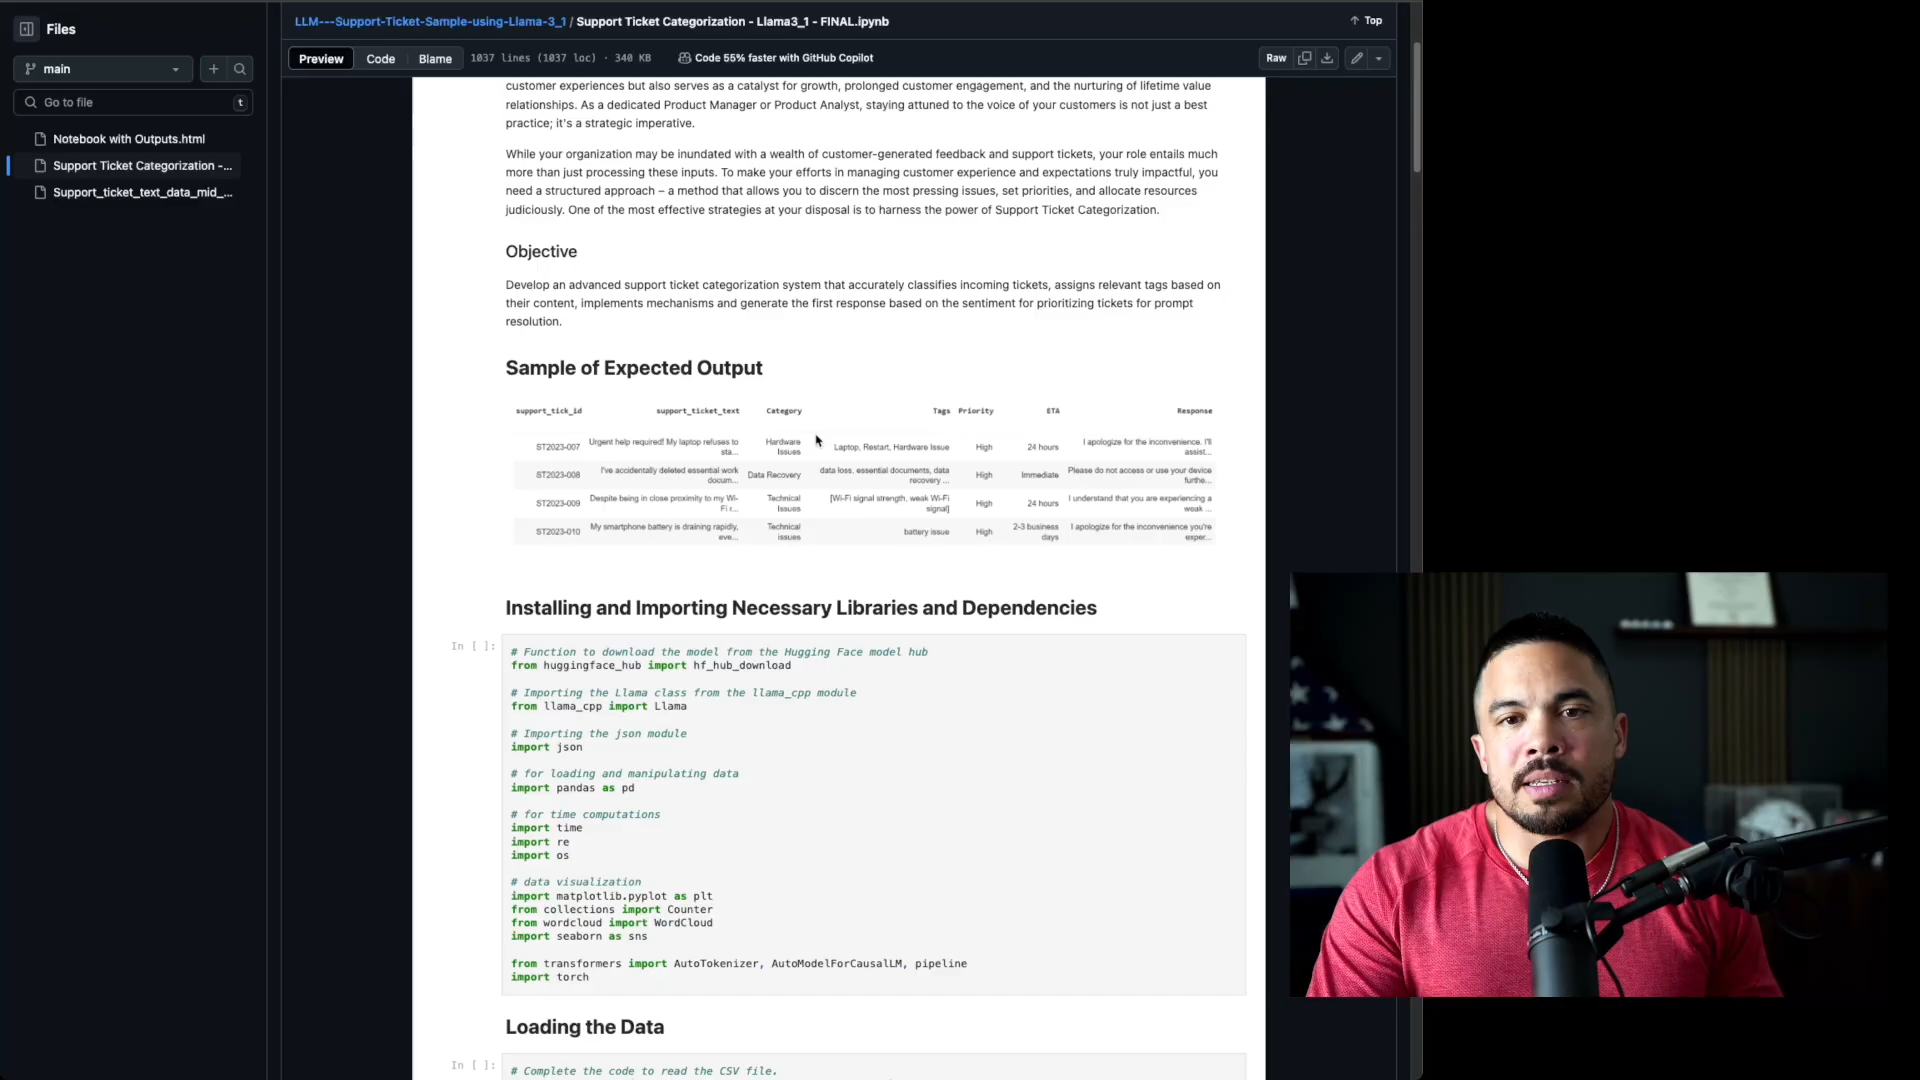 Files
main
Go to file
t
Notebook with Outputs.html
Support Ticket Categorization -...
Support_ticket_text_data_mid_...
LLM---Support-Ticket-Sample-using-Llama-3_1 / Support Ticket Categorization - Llama3_1 - FINAL.ipynb
Top
Preview Code Blame 1037 lines (1037 loc) · 340 KB Code 55% faster with GitHub Copilot
Raw
customer experiences but also serves as a catalyst for growth, prolonged customer engagement, and the nurturing of lifetime value
relationships. As a dedicated Product Manager or Product Analyst, staying attuned to the voice of your customers is not just a best
practice; it's a strategic imperative.
While your organization may be inundated with a wealth of customer-generated feedback and support tickets, your role entails much
more than just processing these inputs. To make your efforts in managing customer experience and expectations truly impactful, you
need a structured approach – a method that allows you to discern the most pressing issues, set priorities, and allocate resources
judiciously. One of the most effective strategies at your disposal is to harness the power of Support Ticket Categorization.
Objective
Develop an advanced support ticket categorization system that accurately classifies incoming tickets, assigns relevant tags based on
their content, implements mechanisms and generate the first response based on the sentiment for prioritizing tickets for prompt
resolution.
Sample of Expected Output
support_tick_id support_ticket_text Category Tags Priority ETA Response
ST2023-007 Urgent help required! My laptop refuses to sta... Hardware Issues Laptop, Restart, Hardware Issue High 24 hours I apologize for the inconvenience. I'll assist...
ST2023-008 I've accidentally deleted essential work docum... Data Recovery data loss, essential documents, data recovery ... High Immediate Please do not access or use your device furthe...
ST2023-009 Despite being in close proximity to my Wi-Fi r... Technical Issues [Wi-Fi signal strength, weak Wi-Fi signal] High 24 hours I understand that you are experiencing a weak ...
ST2023-010 My smartphone battery is draining rapidly, eve... Technical issues battery issue High 2-3 business days I apologize for the inconvenience you're exper...
Installing and Importing Necessary Libraries and Dependencies
In [ ]:
# Function to download the model from the Hugging Face model hub
from huggingface_hub import hf_hub_download
# Importing the Llama class from the llama_cpp module
from llama_cpp import Llama
# Importing the json module
import json
# for loading and manipulating data
import pandas as pd
# for time computations
import time
import re
import os
# data visualization
import matplotlib.pyplot as plt
from collections import Counter
from wordcloud import WordCloud
import seaborn as sns
from transformers import AutoTokenizer, AutoModelForCausalLM, pipeline
import torch
Loading the Data
In [ ]:
# Complete the code to read the CSV file.